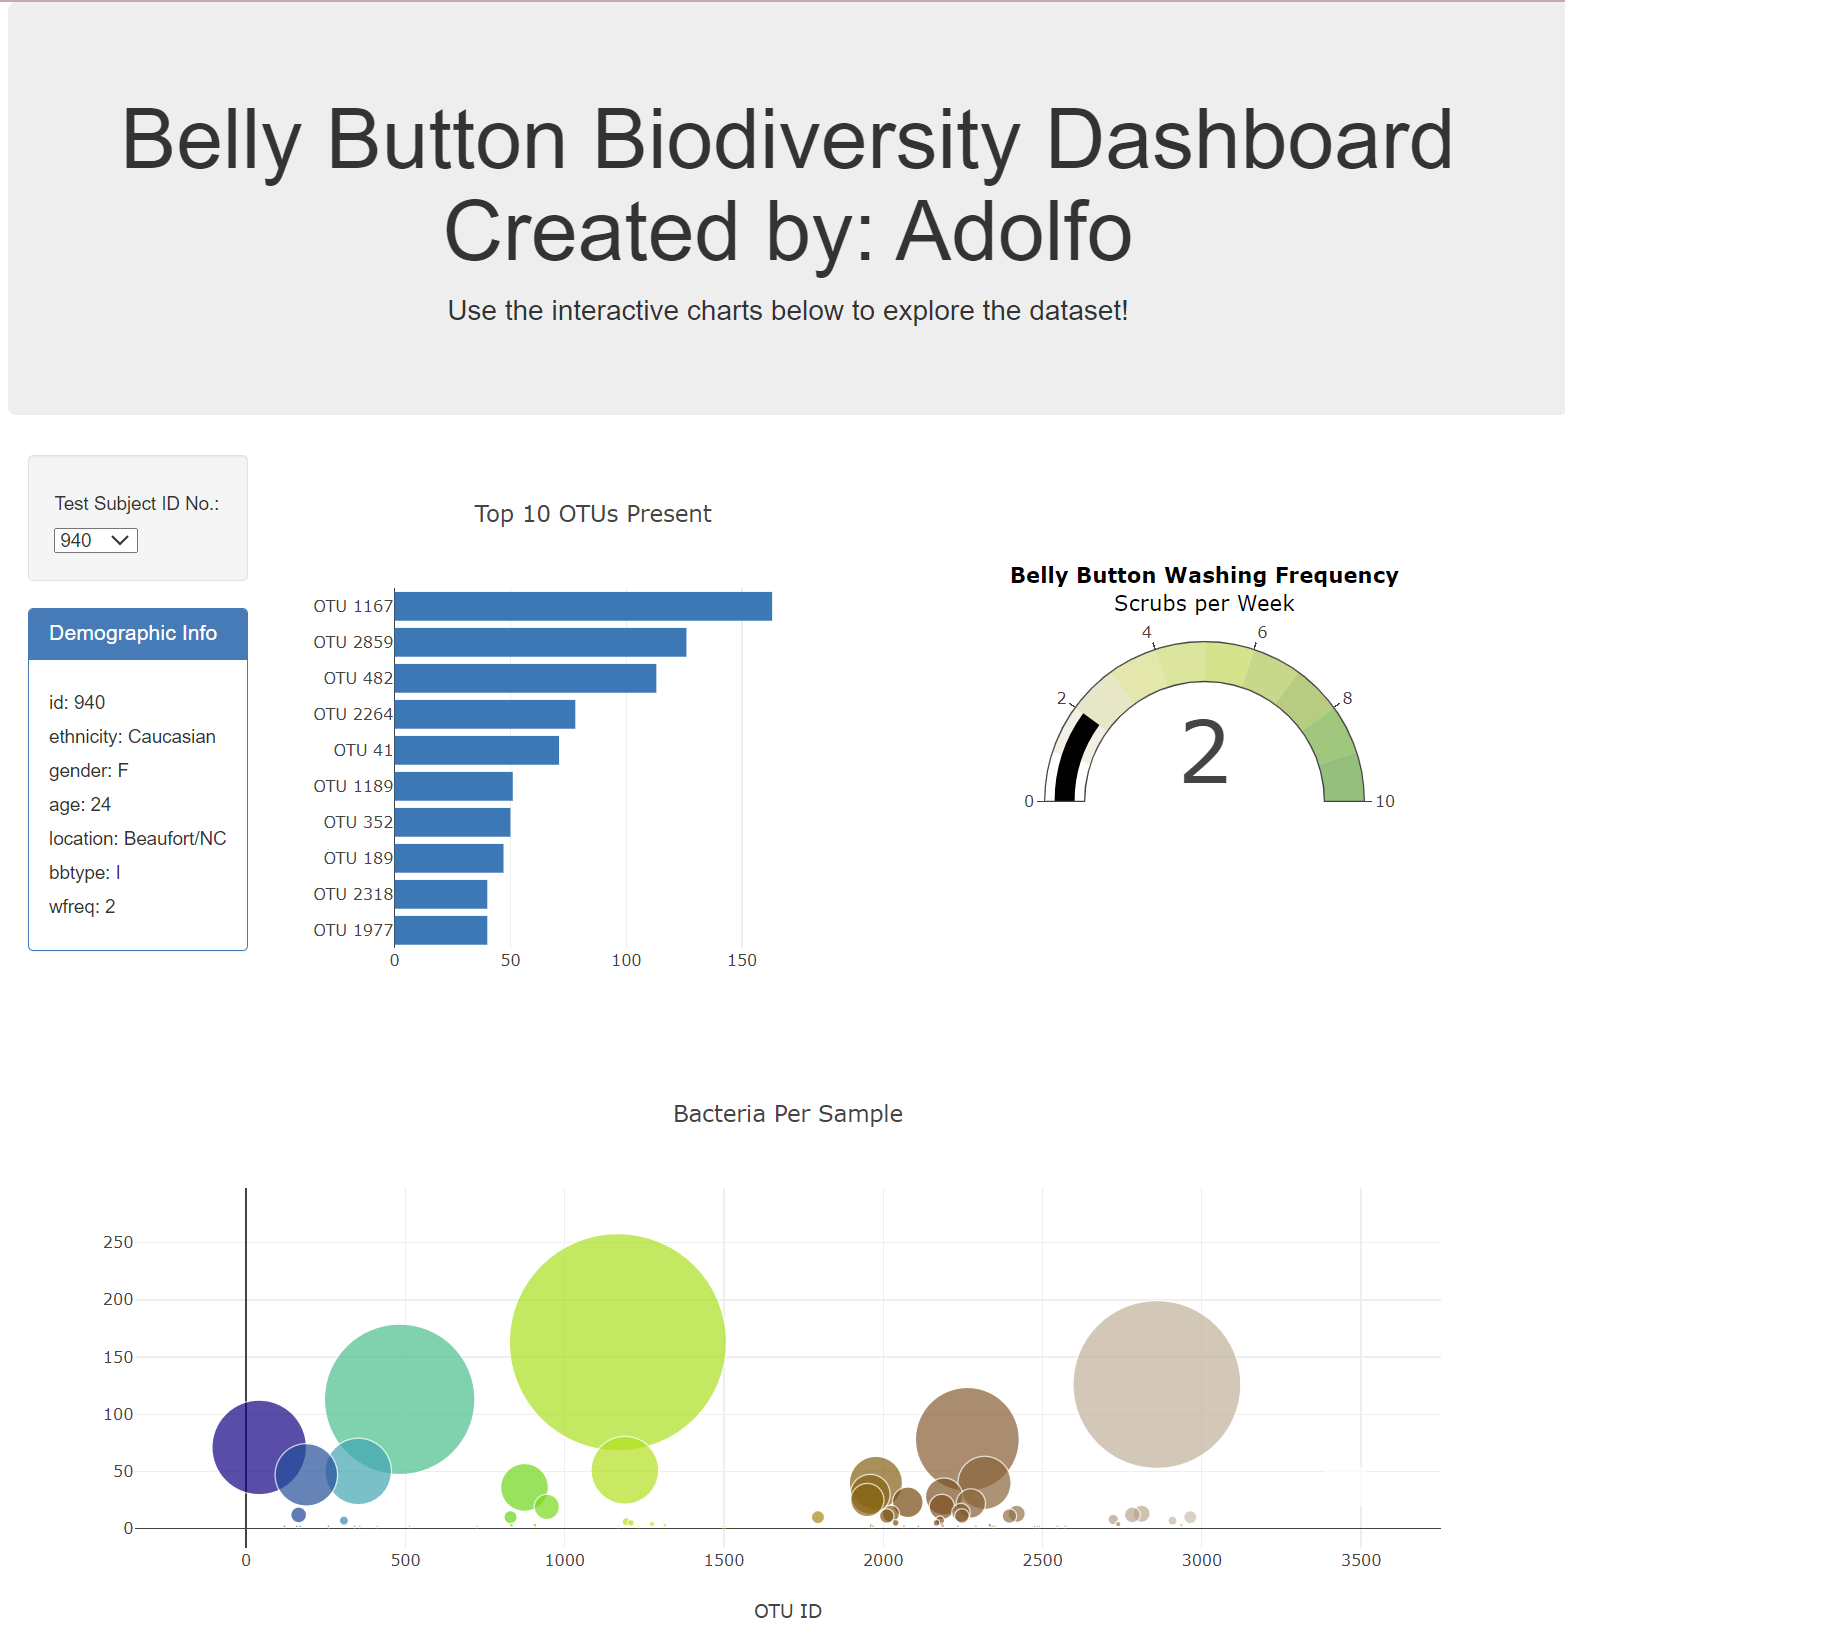 Belly Button Biodiversity Dashboard
Created by: Adolfo
Use the interactive charts below to explore the dataset!
Test Subject ID No.:
940
Demographic Info
id: 940
ethnicity: Caucasian
gender: F
age: 24
location: Beaufort/NC
bbtype: I
wfreq: 2
Top 10 OTUs Present
OTU 1167
OTU 2859
OTU 482
OTU 2264
OTU 41
OTU 1189
OTU 352
OTU 189
OTU 2318
OTU 1977
0 50 100 150
Belly Button Washing Frequency
Scrubs per Week
4 6
2 8
2
0 10
Bacteria Per Sample
250
200
150
100
50
0
0 500 1000 1500 2000 2500 3000 3500
OTU ID